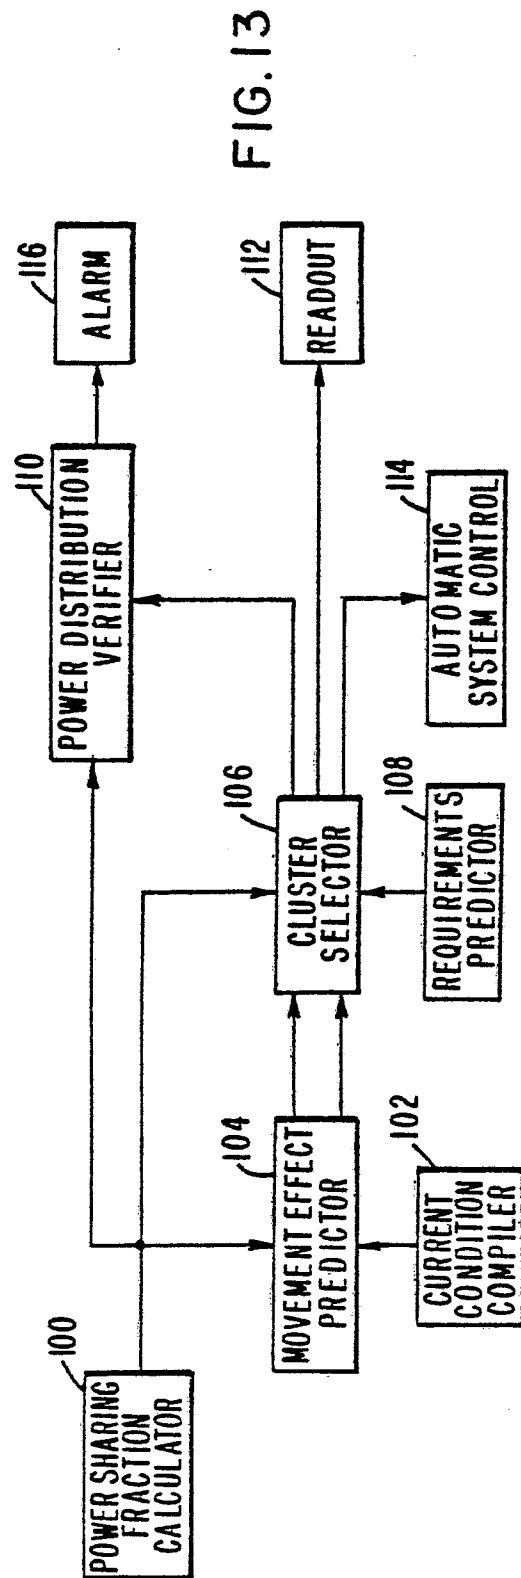 100
POWER SHARING
FRACTION
CALCULATOR
110
POWER DISTRIBUTION
VERIFIER
116
ALARM
104
MOVEMENT EFFECT
PREDICTOR
106
CLUSTER
SELECTOR
112
READOUT
102
CURRENT
CONDITION
COMPILER
108
REQUIREMENTS
PREDICTOR
114
AUTOMATIC
SYSTEM CONTROL
FIG. 13